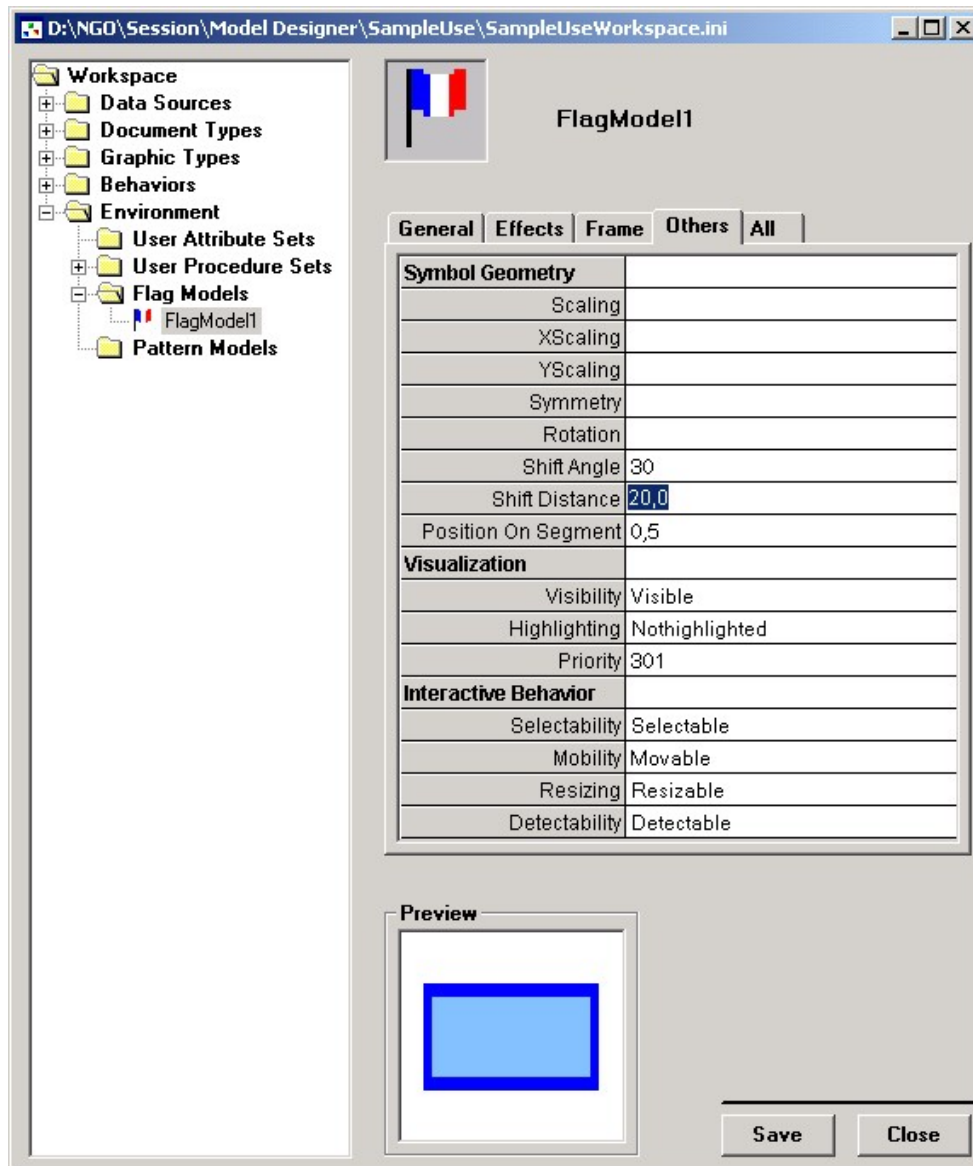 D:\NGO\Session\Model Designer\SampleUse\SampleUseWorkspace.ini
Workspace
Data Sources
Document Types
Graphic Types
Behaviors
Environment
User Attribute Sets
User Procedure Sets
Flag Models
FlagModel1
Pattern Models
FlagModel1
General Effects Frame Others All
Symbol Geometry
Scaling
XScaling
YScaling
Symmetry
Rotation
Shift Angle 30
Shift Distance 20,0
Position On Segment 0,5
Visualization
Visibility Visible
Highlighting Nothighlighted
Priority 301
Interactive Behavior
Selectability Selectable
Mobility Movable
Resizing Resizable
Detectability Detectable
Preview
Save Close